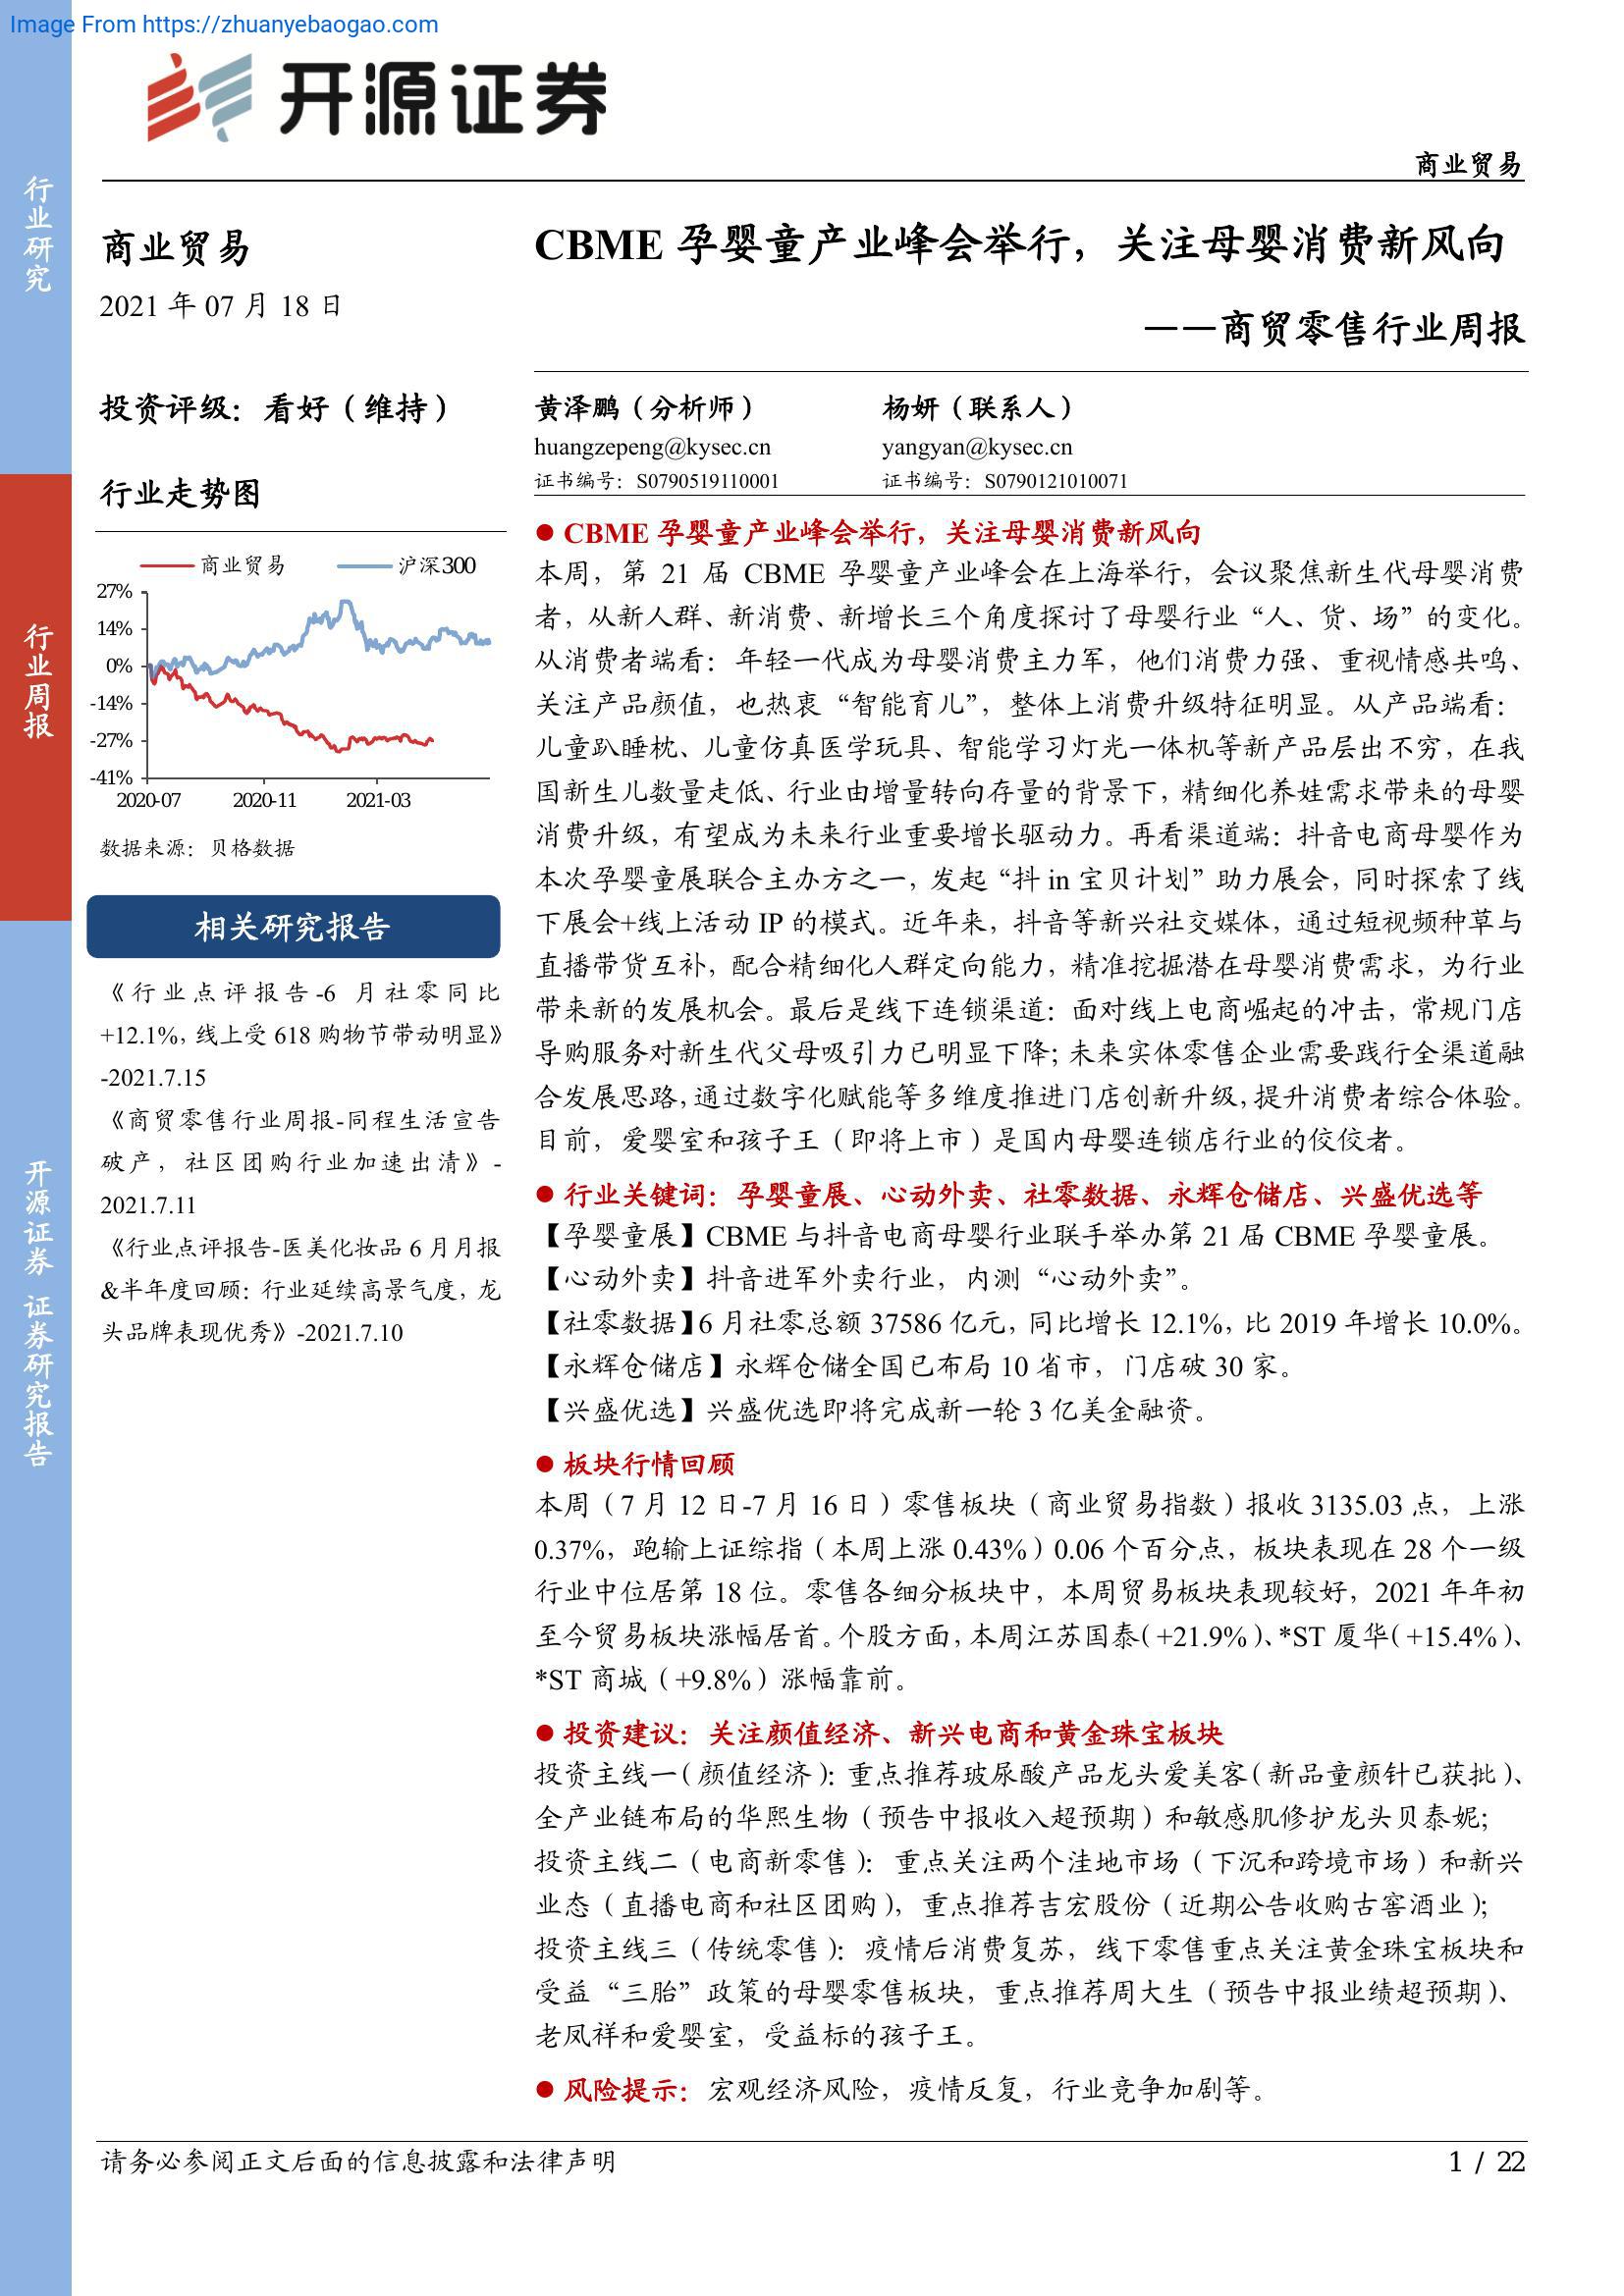 Image From https://zhuanyebaogao.com
开源证券
商业贸易
行业研究
行业周报
开源证券 证券研究报告
商业贸易
2021 年 07 月 18 日
投资评级：看好（维持）
行业走势图
商业贸易 沪深300
27%
14%
0%
-14%
-27%
-41%
2020-07 2020-11 2021-03
数据来源：贝格数据
相关研究报告
《行业点评报告-6 月社零同比
+12.1%，线上受 618 购物节带动明显》
-2021.7.15
《商贸零售行业周报-同程生活宣告
破产，社区团购行业加速出清》-
2021.7.11
《行业点评报告-医美化妆品 6 月月报
&半年度回顾：行业延续高景气度，龙
头品牌表现优秀》-2021.7.10
CBME 孕婴童产业峰会举行，关注母婴消费新风向
——商贸零售行业周报
黄泽鹏（分析师） 杨妍（联系人）
huangzepeng@kysec.cn yangyan@kysec.cn
证书编号：S0790519110001 证书编号：S0790121010071
● CBME 孕婴童产业峰会举行，关注母婴消费新风向
本周，第 21 届 CBME 孕婴童产业峰会在上海举行，会议聚焦新生代母婴消费
者，从新人群、新消费、新增长三个角度探讨了母婴行业“人、货、场”的变化。
从消费者端看：年轻一代成为母婴消费主力军，他们消费力强、重视情感共鸣、
关注产品颜值，也热衷“智能育儿”，整体上消费升级特征明显。从产品端看：
儿童趴睡枕、儿童仿真医学玩具、智能学习灯光一体机等新产品层出不穷，在我
国新生儿数量走低、行业由增量转向存量的背景下，精细化养娃需求带来的母婴
消费升级，有望成为未来行业重要增长驱动力。再看渠道端：抖音电商母婴作为
本次孕婴童展联合主办方之一，发起“抖 in 宝贝计划”助力展会，同时探索了线
下展会+线上活动 IP 的模式。近年来，抖音等新兴社交媒体，通过短视频种草与
直播带货互补，配合精细化人群定向能力，精准挖掘潜在母婴消费需求，为行业
带来新的发展机会。最后是线下连锁渠道：面对线上电商崛起的冲击，常规门店
导购服务对新生代父母吸引力已明显下降；未来实体零售企业需要践行全渠道融
合发展思路，通过数字化赋能等多维度推进门店创新升级，提升消费者综合体验。
目前，爱婴室和孩子王（即将上市）是国内母婴连锁店行业的佼佼者。
● 行业关键词：孕婴童展、心动外卖、社零数据、永辉仓储店、兴盛优选等
【孕婴童展】CBME 与抖音电商母婴行业联手举办第 21 届 CBME 孕婴童展。
【心动外卖】抖音进军外卖行业，内测“心动外卖”。
【社零数据】6 月社零总额 37586 亿元，同比增长 12.1%，比 2019 年增长 10.0%。
【永辉仓储店】永辉仓储全国已布局 10 省市，门店破 30 家。
【兴盛优选】兴盛优选即将完成新一轮 3 亿美金融资。
● 板块行情回顾
本周（7 月 12 日-7 月 16 日）零售板块（商业贸易指数）报收 3135.03 点，上涨
0.37%，跑输上证综指（本周上涨 0.43%）0.06 个百分点，板块表现在 28 个一级
行业中位居第 18 位。零售各细分板块中，本周贸易板块表现较好，2021 年年初
至今贸易板块涨幅居首。个股方面，本周江苏国泰（+21.9%）、*ST 厦华（+15.4%）、
*ST 商城（+9.8%）涨幅靠前。
● 投资建议：关注颜值经济、新兴电商和黄金珠宝板块
投资主线一（颜值经济）：重点推荐玻尿酸产品龙头爱美客（新品童颜针已获批）、
全产业链布局的华熙生物（预告中报收入超预期）和敏感肌修护龙头贝泰妮；
投资主线二（电商新零售）：重点关注两个洼地市场（下沉和跨境市场）和新兴
业态（直播电商和社区团购），重点推荐吉宏股份（近期公告收购古窖酒业）；
投资主线三（传统零售）：疫情后消费复苏，线下零售重点关注黄金珠宝板块和
受益“三胎”政策的母婴零售板块，重点推荐周大生（预告中报业绩超预期）、
老凤祥和爱婴室，受益标的孩子王。
● 风险提示：宏观经济风险，疫情反复，行业竞争加剧等。
请务必参阅正文后面的信息披露和法律声明 1 / 22